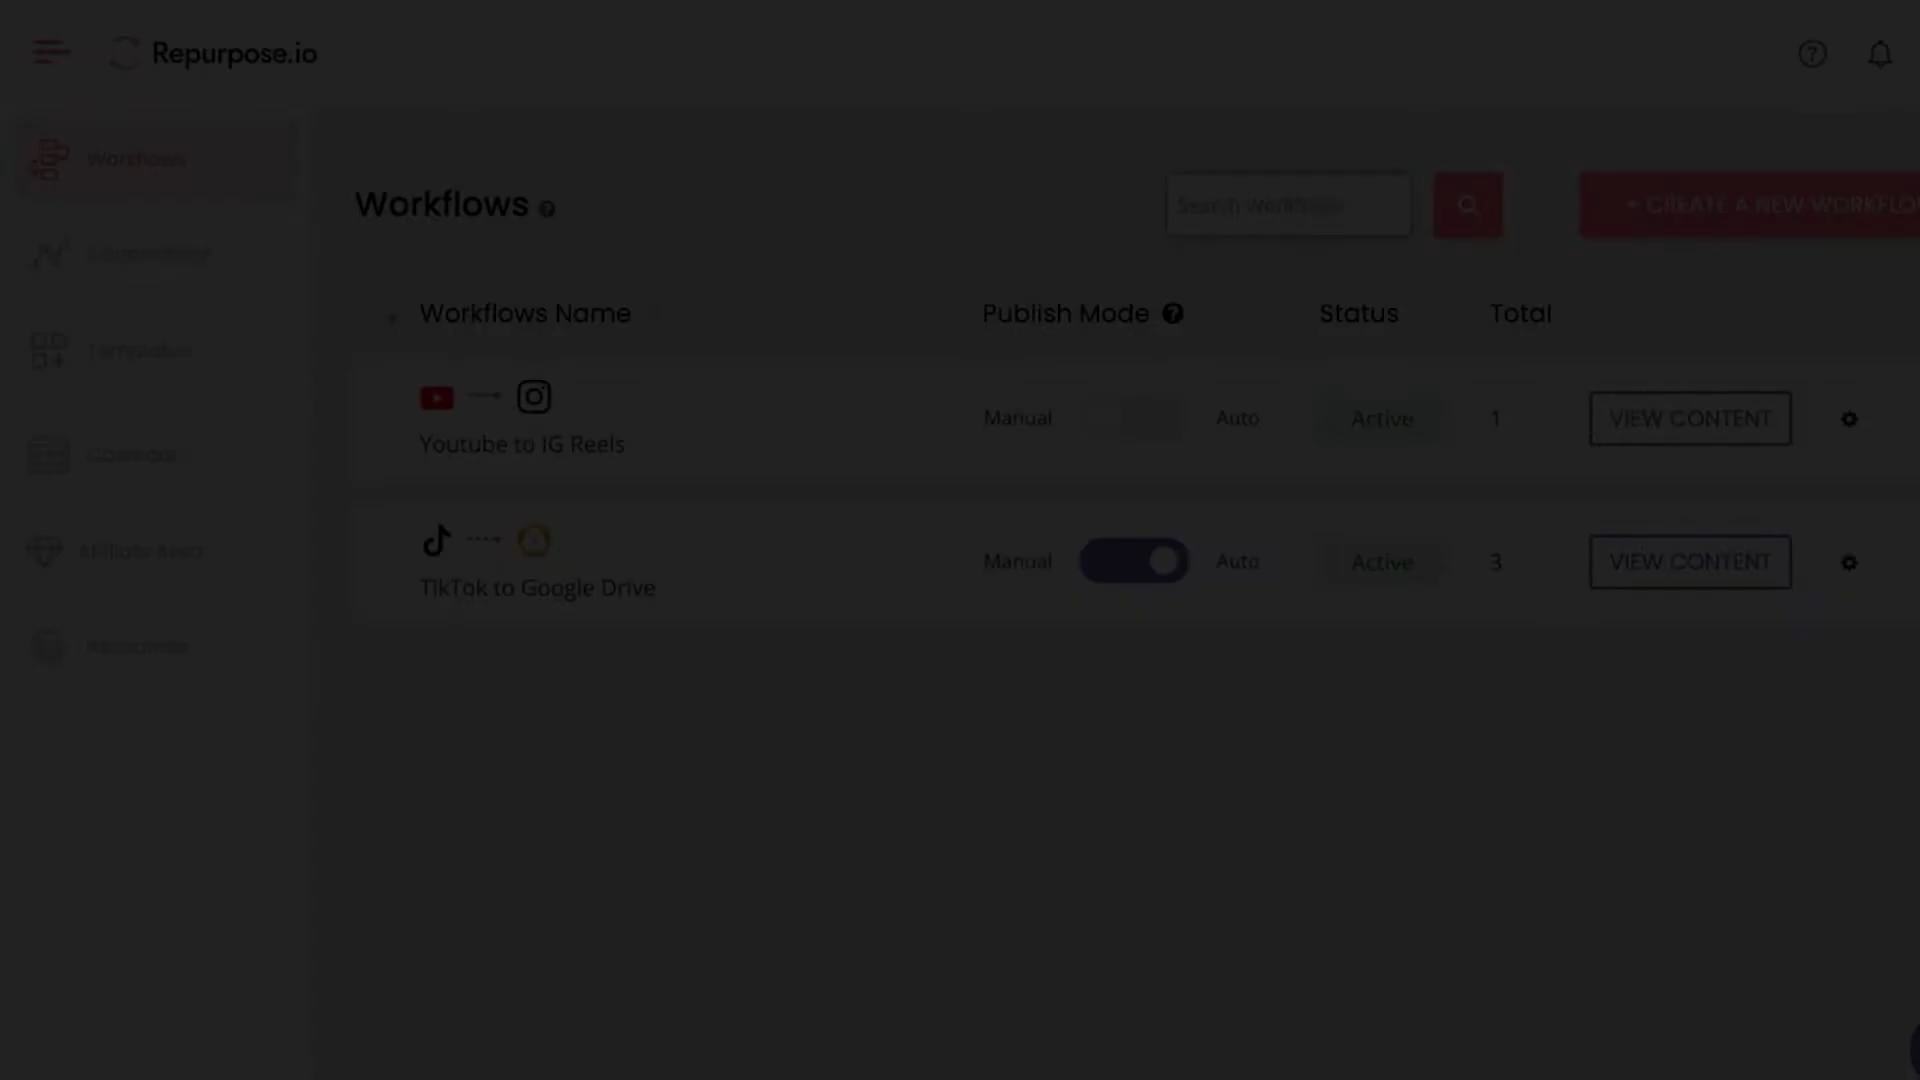 Repurpose.io
Workflows
Connections
Templates
Calendar
Affiliate Area
Resources
Workflows
Search Workflows
+ CREATE A NEW WORKFLO
Workflows Name
Publish Mode
Status
Total
Youtube to IG Reels
Manual
Auto
Active
1
VIEW CONTENT
TikTok to Google Drive
Manual
Auto
Active
3
VIEW CONTENT